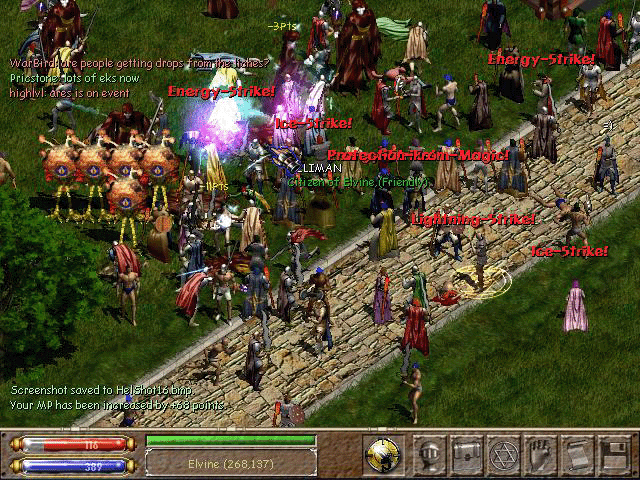 -3Pts
WarBird: are people getting drops from the liches?
Pricstone: lots of eks now
highlvl: ares is on event
Energy-Strike!
Energy-Strike!
Ice-Strike!
Protection-From-Magic!
LIMAN
Citizen of Elvine (Friendly)
Lightning-Strike!
Ice-Strike!
Screenshot saved to HelShot16.bmp.
Your MP has been increased by +68 points.
116
389
Elvine (268,137)